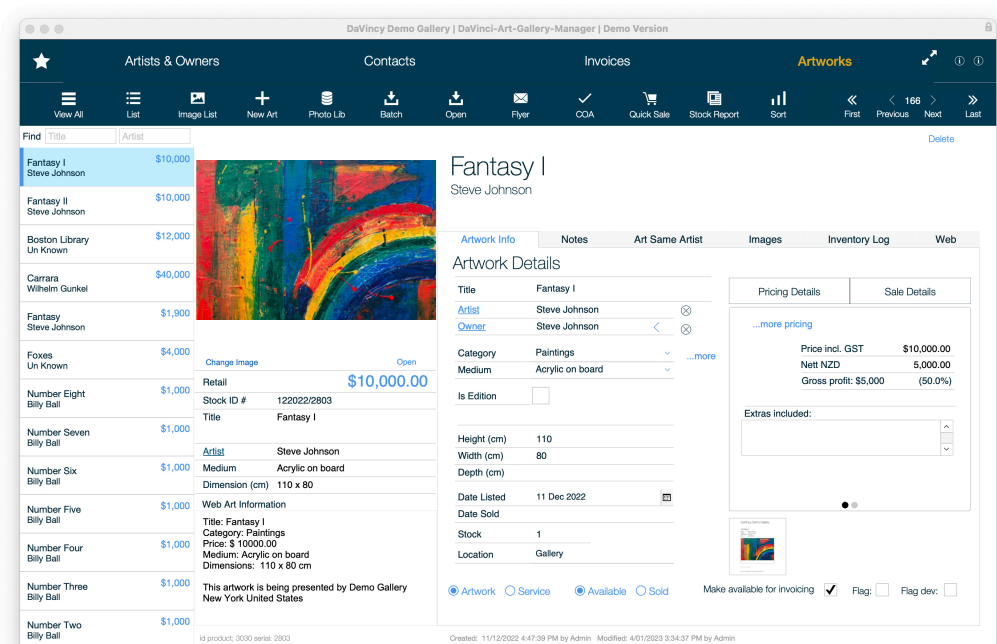 DaVincy Demo Gallery | DaVinci-Art-Gallery-Manager | Demo Version
Artists & Owners
Contacts
Invoices
Artworks
View All
List
Image List
New Art
Photo Lib
Batch
Open
Flyer
COA
Quick Sale
Stock Report
Sort
First
Previous
166
Next
Last
Find
Title
Artist
Delete
Fantasy I $10,000
Steve Johnson
Fantasy II $10,000
Steve Johnson
Boston Library $12,000
Un Known
Carrara $40,000
Wilhelm Gunkel
Fantasy $1,900
Steve Johnson
Foxes $4,000
Un Known
Number Eight $1,000
Billy Ball
Number Seven $1,000
Billy Ball
Number Six $1,000
Billy Ball
Number Five $1,000
Billy Ball
Number Four $1,000
Billy Ball
Number Three $1,000
Billy Ball
Number Two $1,000
Billy Ball
Change Image Open
Retail $10,000.00
Stock ID # 122022/2803
Title Fantasy I
Artist Steve Johnson
Medium Acrylic on board
Dimension (cm) 110 x 80
Web Art Information
Title: Fantasy I
Category: Paintings
Price: $ 10000.00
Medium: Acrylic on board
Dimensions: 110 x 80 cm
This artwork is being presented by Demo Gallery
New York United States
id product; 3030 serial: 2803
Fantasy I
Steve Johnson
Artwork Info
Notes
Art Same Artist
Images
Inventory Log
Web
Artwork Details
Title Fantasy I
Artist Steve Johnson
Owner Steve Johnson
Category Paintings
...more
Medium Acrylic on board
Is Edition
Height (cm) 110
Width (cm) 80
Depth (cm)
Date Listed 11 Dec 2022
Date Sold
Stock 1
Location Gallery
Pricing Details
Sale Details
...more pricing
Price incl. GST $10,000.00
Nett NZD 5,000.00
Gross profit: $5,000 (50.0%)
Extras included:
Artwork Service Available Sold
Make available for invoicing
Flag:
Flag dev:
Created: 11/12/2022 4:47:39 PM by Admin Modified: 4/01/2023 3:34:37 PM by Admin